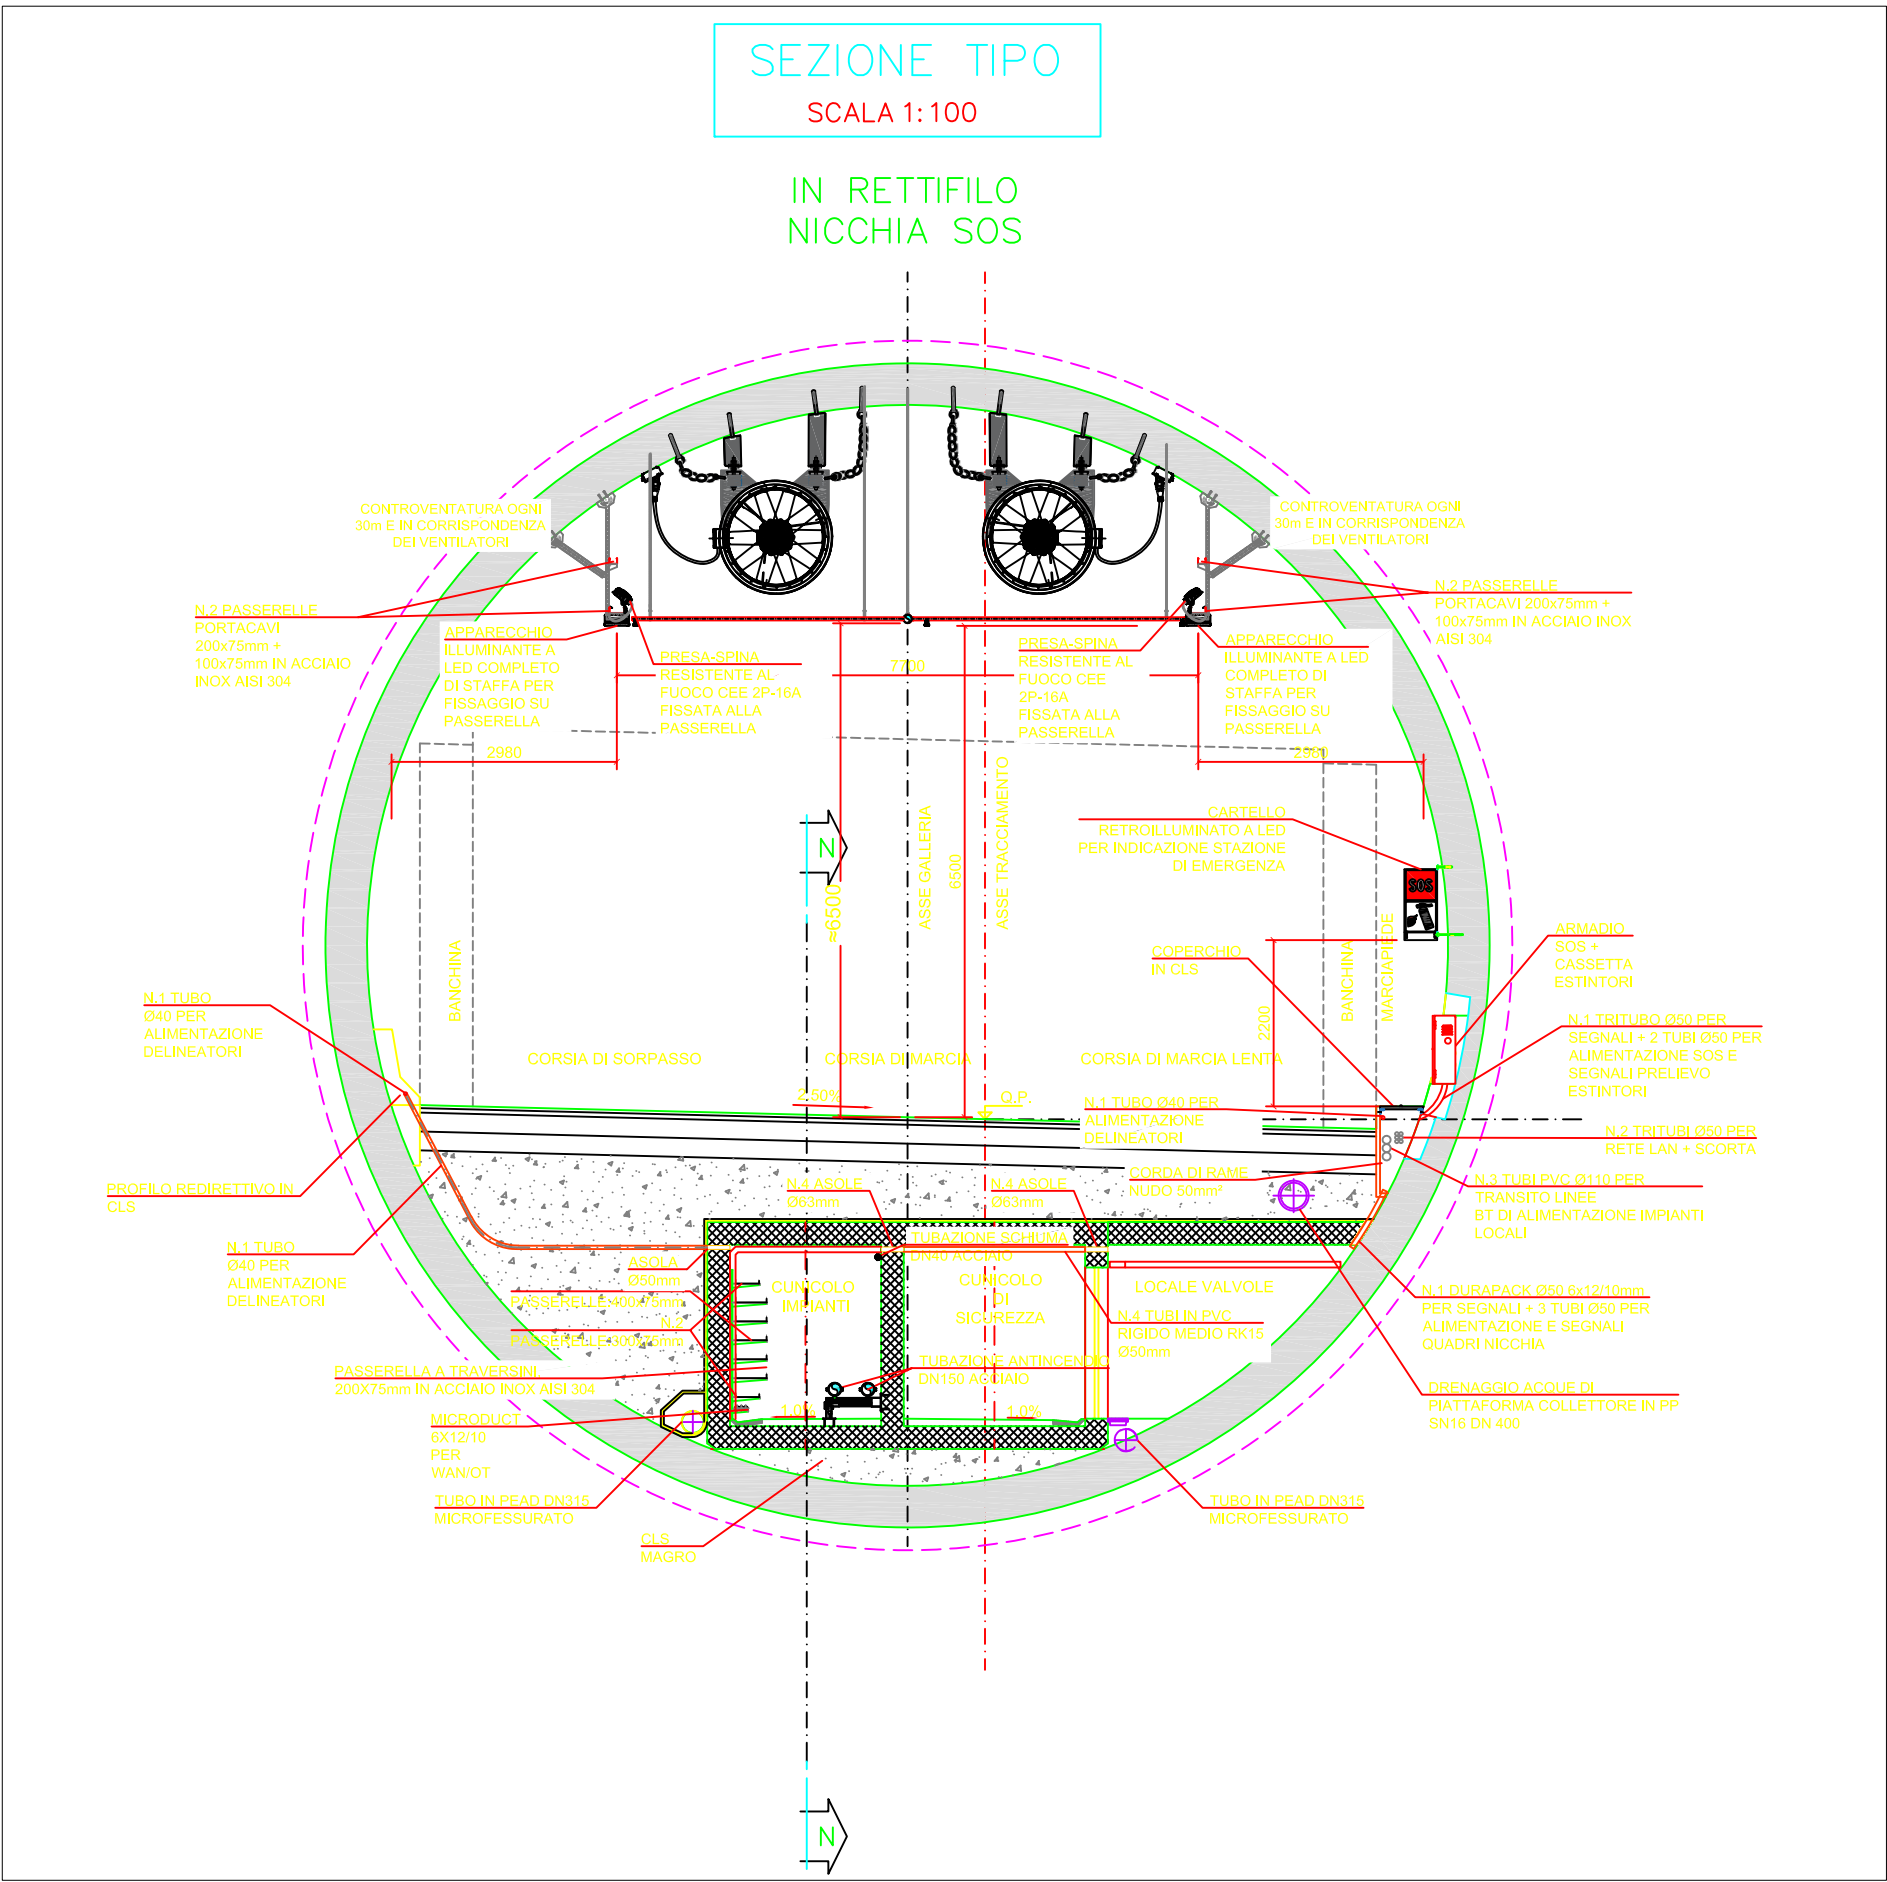 SEZIONE TIPO
SCALA 1:100
IN RETTIFILO
NICCHIA SOS
CONTROVENTATURA OGNI
30m E IN CORRISPONDENZA
DEI VENTILATORI
CONTROVENTATURA OGNI
30m E IN CORRISPONDENZA
DEI VENTILATORI
N.2 PASSERELLE
PORTACAVI
200x75mm +
100x75mm IN ACCIAIO
INOX AISI 304
APPARECCHIO
ILLUMINANTE A
LED COMPLETO
DI STAFFA PER
FISSAGGIO SU
PASSERELLA
PRESA-SPINA
RESISTENTE AL
FUOCO CEE 2P-16A
FISSATA ALLA
PASSERELLA
7700
PRESA-SPINA
RESISTENTE AL
FUOCO CEE
2P-16A
FISSATA ALLA
PASSERELLA
APPARECCHIO
ILLUMINANTE A LED
COMPLETO DI
STAFFA PER
FISSAGGIO SU
PASSERELLA
N.2 PASSERELLE
PORTACAVI 200x75mm +
100x75mm IN ACCIAIO INOX
AISI 304
2980
2980
N
≈6500
ASSE GALLERIA
6500
ASSE TRACCIAMENTO
CARTELLO
RETROILLUMINATO A LED
PER INDICAZIONE STAZIONE
DI EMERGENZA
SOS
BANCHINA
COPERCHIO
IN CLS
2200
BANCHINA
MARCIAPIEDE
ARMADIO
SOS +
CASSETTA
ESTINTORI
N.1 TUBO
Ø40 PER
ALIMENTAZIONE
DELINEATORI
CORSIA DI SORPASSO
CORSIA DI MARCIA
CORSIA DI MARCIA LENTA
N.1 TRITUBO Ø50 PER
SEGNALI + 2 TUBI Ø50 PER
ALIMENTAZIONE SOS E
SEGNALI PRELIEVO
ESTINTORI
2.50%
Q.P.
N.1 TUBO Ø40 PER
ALIMENTAZIONE
DELINEATORI
N.2 TRITUBI Ø50 PER
RETE LAN + SCORTA
PROFILO REDIRETTIVO IN
CLS
N.4 ASOLE
Ø63mm
N.4 ASOLE
Ø63mm
CORDA DI RAME
NUDO 50mm²
N.3 TUBI PVC Ø110 PER
TRANSITO LINEE
BT DI ALIMENTAZIONE IMPIANTI
LOCALI
N.1 TUBO
Ø40 PER
ALIMENTAZIONE
DELINEATORI
ASOLA
Ø50mm
TUBAZIONE SCHIUMA
DN40 ACCIAIO
CUNICOLO
IMPIANTI
CUNICOLO
DI
SICUREZZA
LOCALE VALVOLE
PASSERELLE 400x75mm
N.2
PASSERELLE 300x75mm
N.4 TUBI IN PVC
RIGIDO MEDIO RK15
Ø50mm
N.1 DURAPACK Ø50 6x12/10mm
PER SEGNALI + 3 TUBI Ø50 PER
ALIMENTAZIONE E SEGNALI
QUADRI NICCHIA
PASSERELLA A TRAVERSINI
200X75mm IN ACCIAIO INOX AISI 304
TUBAZIONE ANTINCENDIO
DN150 ACCIAIO
DRENAGGIO ACQUE DI
PIATTAFORMA COLLETTORE IN PP
SN16 DN 400
1.0%
1.0%
MICRODUCT
6X12/10
PER
WAN/OT
TUBO IN PEAD DN315
MICROFESSURATO
TUBO IN PEAD DN315
MICROFESSURATO
CLS
MAGRO
N